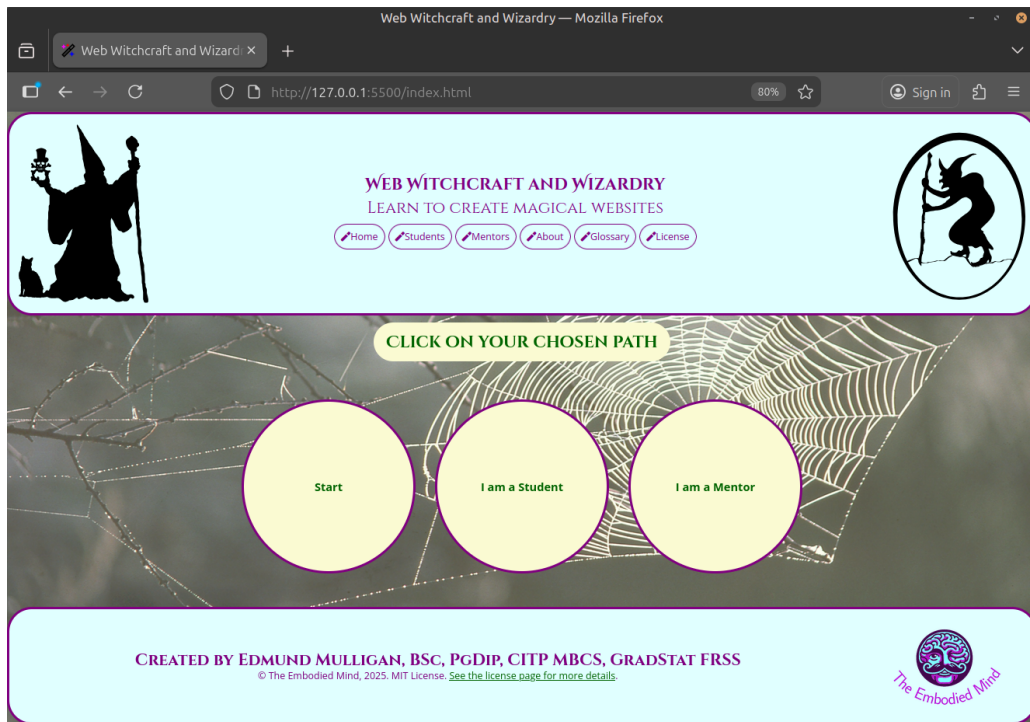 Web Witchcraft and Wizardry — Mozilla Firefox
Web Witchcraft and Wizardr
http://127.0.0.1:5500/index.html
80%
Sign in
Web Witchcraft and Wizardry
Learn to create magical websites
Home Students Mentors About Glossary License
Click on your chosen path
Start
I am a Student
I am a Mentor
Created by Edmund Mulligan, BSc, PgDip, CITP MBCS, GradStat FRSS
© The Embodied Mind, 2025. MIT License. See the license page for more details.
The Embodied Mind